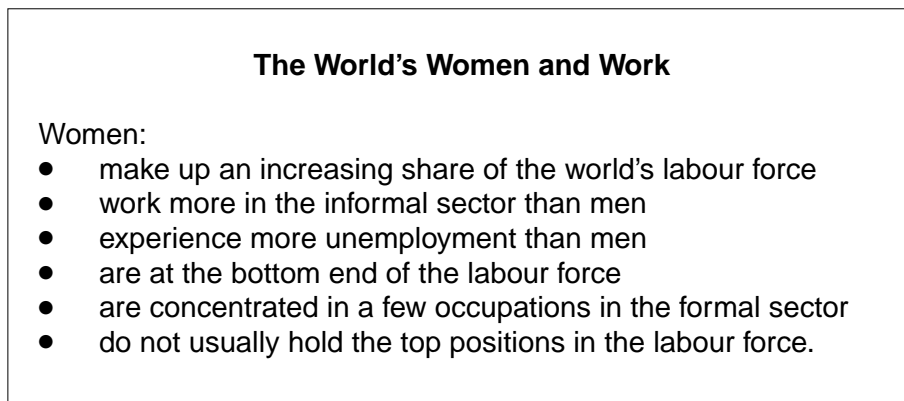 The World’s Women and Work
Women:
● make up an increasing share of the world’s labour force
● work more in the informal sector than men
● experience more unemployment than men
● are at the bottom end of the labour force
● are concentrated in a few occupations in the formal sector
● do not usually hold the top positions in the labour force.